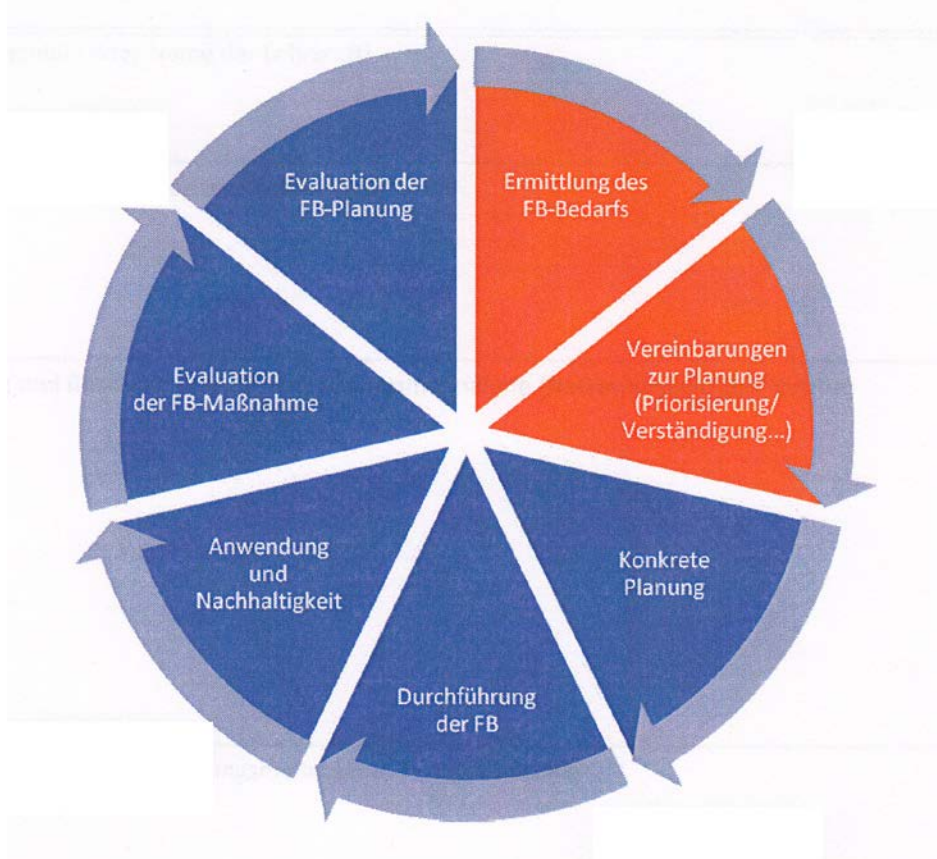 Ermittlung des
FB-Bedarfs
Vereinbarungen
zur Planung
(Priorisierung/
Verständigung...)
Konkrete
Planung
Durchführung
der FB
Anwendung
und
Nachhaltigkeit
Evaluation
der FB-Maßnahme
Evaluation der
FB-Planung